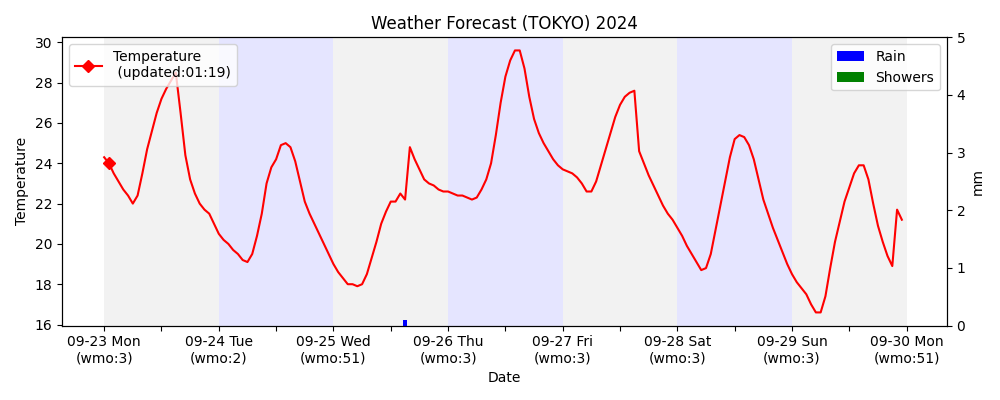 Weather Forecast (TOKYO) 2024
Temperature
(updated:01:19)
Rain
Showers
Temperature
30
28
26
24
22
20
18
16
5
4
3
2
1
0
mm
09-23 Mon
(wmo:3)
09-24 Tue
(wmo:2)
09-25 Wed
(wmo:51)
09-26 Thu
(wmo:3)
09-27 Fri
(wmo:3)
09-28 Sat
(wmo:3)
09-29 Sun
(wmo:3)
09-30 Mon
(wmo:51)
Date